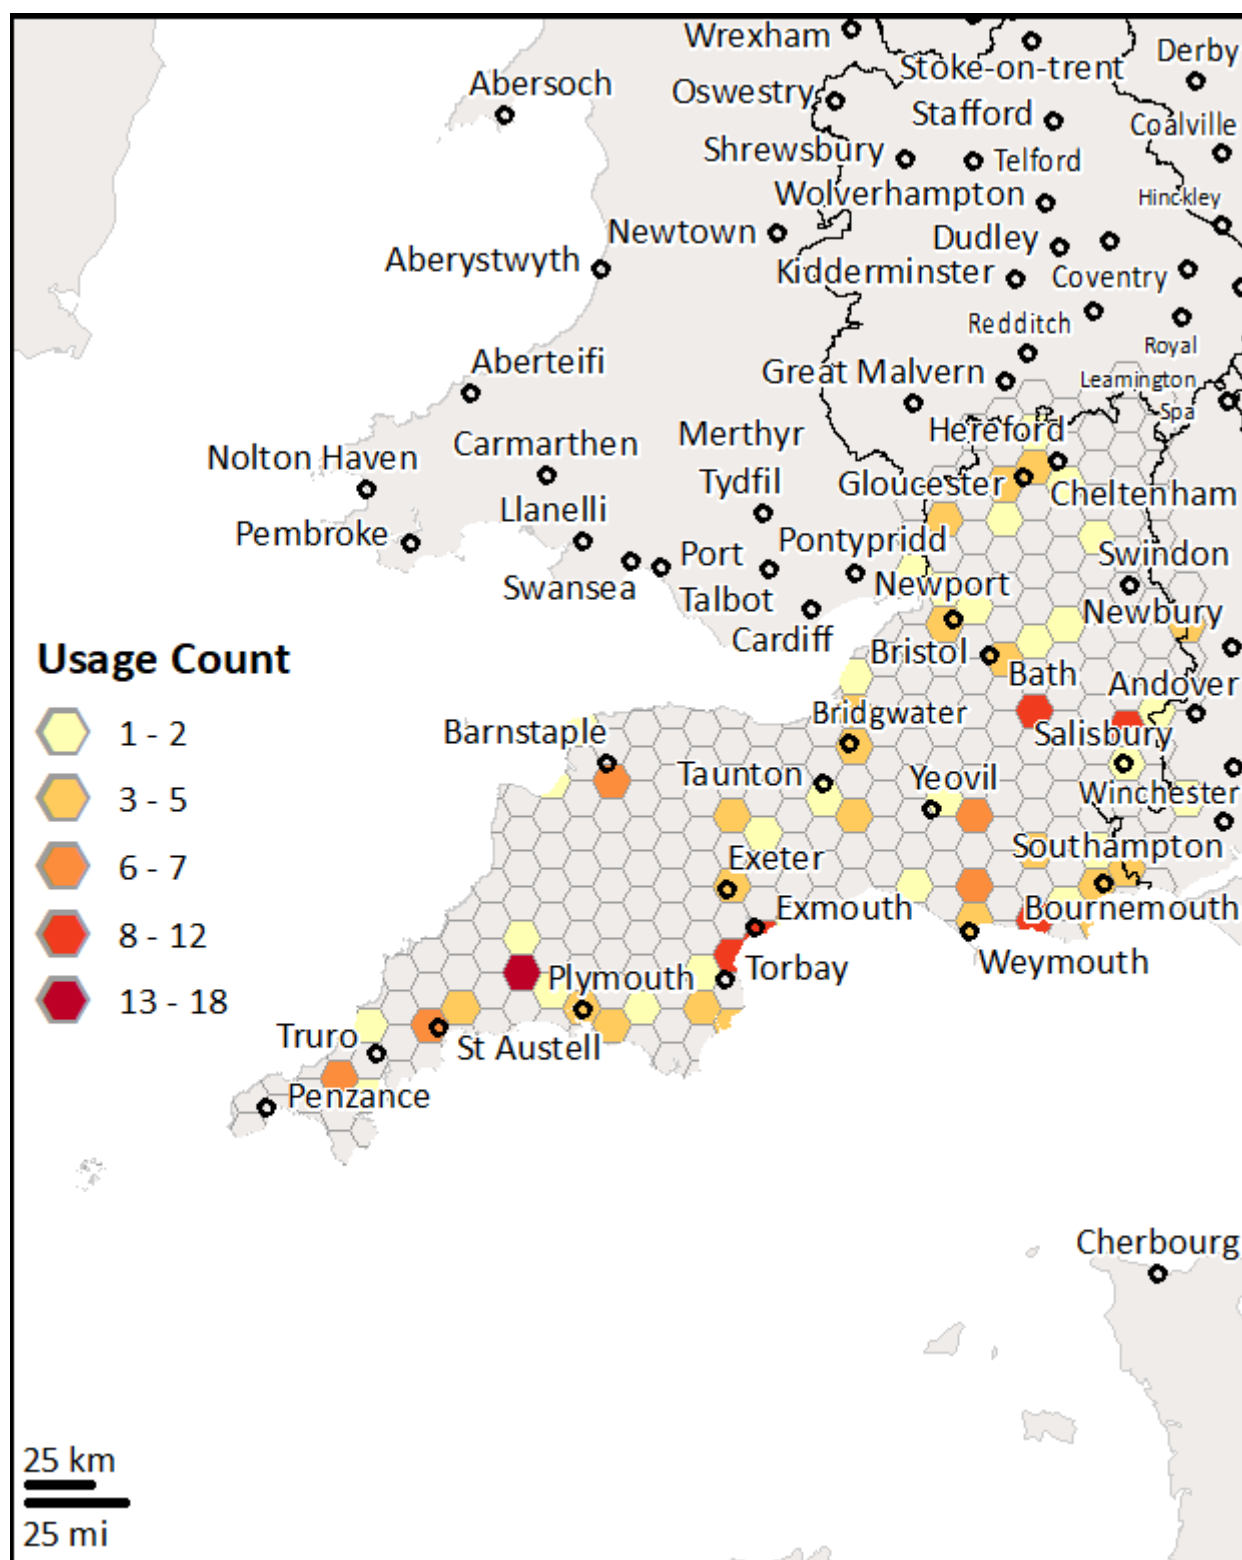 Wrexham
Stoke-on-trent
Derby
Abersoch
Oswestry
Stafford
Coalville
Shrewsbury
Telford
Wolverhampton
Hinckley
Newtown
Dudley
Aberystwyth
Kidderminster
Coventry
Redditch
Royal
Leamington
Spa
Aberteifi
Great Malvern
Merthyr
Tydfil
Hereford
Nolton Haven
Carmarthen
Gloucester
Cheltenham
Llanelli
Pembroke
Port
Talbot
Pontypridd
Swindon
Swansea
Newport
Newbury
Cardiff
Bristol
Bath
Usage Count
1 - 2
3 - 5
6 - 7
8 - 12
13 - 18
Andover
Bridgwater
Barnstaple
Salisbury
Taunton
Yeovil
Winchester
Exeter
Southampton
Exmouth
Bournemouth
Plymouth
Torbay
Weymouth
Truro
St Austell
Penzance
Cherbourg
25 km
25 mi